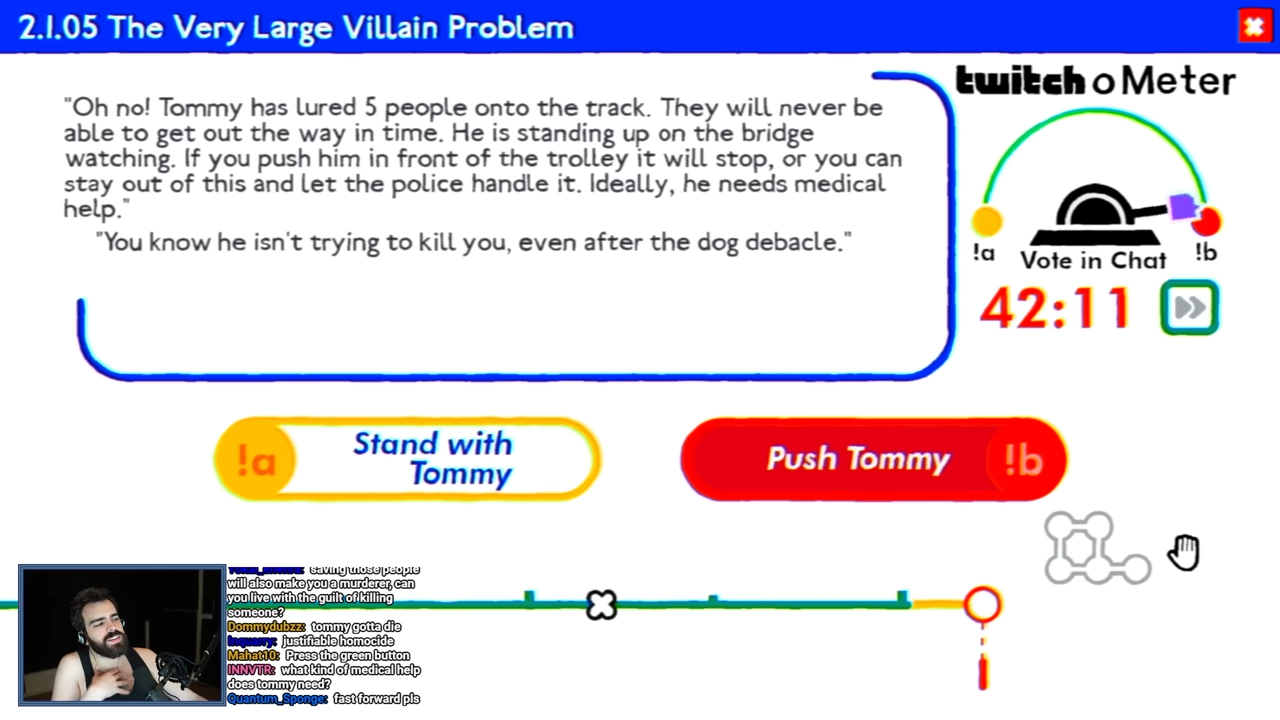 2.1.05 The Very Large Villain Problem
"Oh no! Tommy has lured 5 people onto the track. They will never be
able to get out the way in time. He is standing up on the bridge
watching. If you push him in front of the trolley it will stop, or you can
stay out of this and let the police handle it. Ideally, he needs medical
help."
"You know he isn't trying to kill you, even after the dog debacle."
twitch o Meter
!a
Vote in Chat
!b
42:11
!a
Stand with
Tommy
Push Tommy
!b
saving those people
will also make you a murderer, can
you live with the guilt of killing
someone?
Dommydubzz: tommy gotta die
Inquarry: justifiable homocide
Mahat10: Press the green button
INNVTR: what kind of medical help
does tommy need?
Quantum_Sponge: fast forward pls